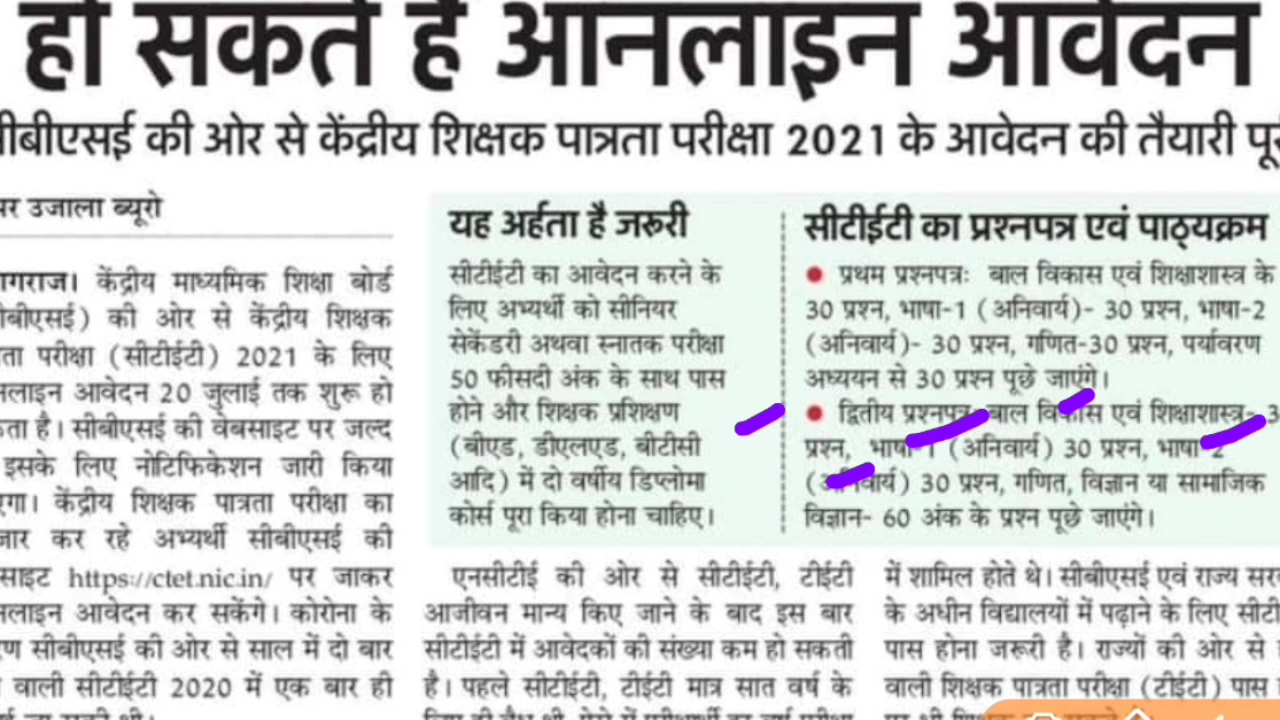 हो सकते हैं आनलाइन आवेदन
सीबीएसई की ओर से केंद्रीय शिक्षक पात्रता परीक्षा 2021 के आवेदन की तैयारी
उजाला ब्यूरो
केंद्रीय माध्यमिक शिक्षा बोर्ड
की ओर से केंद्रीय शिक्षक
परीक्षा (सीटीईटी) 2021 के लिए
आवेदन 20 जुलाई तक शुरू हो
है। सीबीएसई की वेबसाइट पर जल्द
इसके लिए नोटिफिकेशन जारी किया
केंद्रीय शिक्षक पात्रता परीक्षा का
कर रहे अभ्यर्थी सीबीएसई की
https://ctet.nic.in/ पर जाकर
आवेदन कर सकेंगे। कोरोना के
सीबीएसई की ओर से साल में दो बार
वाली सीटीईटी 2020 में एक बार ही
यह अर्हता है जरूरी
सीटीईटी का आवेदन करने के
लिए अभ्यर्थी को सीनियर
सेकेंडरी अथवा स्नातक परीक्षा
50 फीसदी अंक के साथ पास
होने और शिक्षक प्रशिक्षण
(बीएड, डीएलएड, बीटीसी
आदि) में दो वर्षीय डिप्लोमा
कोर्स पूरा किया होना चाहिए।
सीटीईटी का प्रश्नपत्र एवं पाठ्यक्रम
● प्रथम प्रश्नपत्रः बाल विकास एवं शिक्षाशास्त्र के
30 प्रश्न, भाषा-1 (अनिवार्य)- 30 प्रश्न, भाषा-2
(अनिवार्य)- 30 प्रश्न, गणित-30 प्रश्न, पर्यावरण
अध्ययन से 30 प्रश्न पूछे जाएंगे।
● द्वितीय प्रश्नपत्र- बाल विकास एवं शिक्षाशास्त्र-
प्रश्न, भाषा-1 (अनिवार्य) 30 प्रश्न, भाषा-2
(अनिवार्य) 30 प्रश्न, गणित, विज्ञान या सामाजिक
विज्ञान- 60 अंक के प्रश्न पूछे जाएंगे।
एनसीटीई की ओर से सीटीईटी, टीईटी
आजीवन मान्य किए जाने के बाद इस बार
सीटीईटी में आवेदकों की संख्या कम हो सकती
है। पहले सीटीईटी, टीईटी मात्र सात वर्ष के
में शामिल होते थे। सीबीएसई एवं राज्य
के अधीन विद्यालयों में पढ़ाने के लिए
पास होना जरूरी है। राज्यों की ओर से
वाली शिक्षक पात्रता परीक्षा (टीईटी) पास